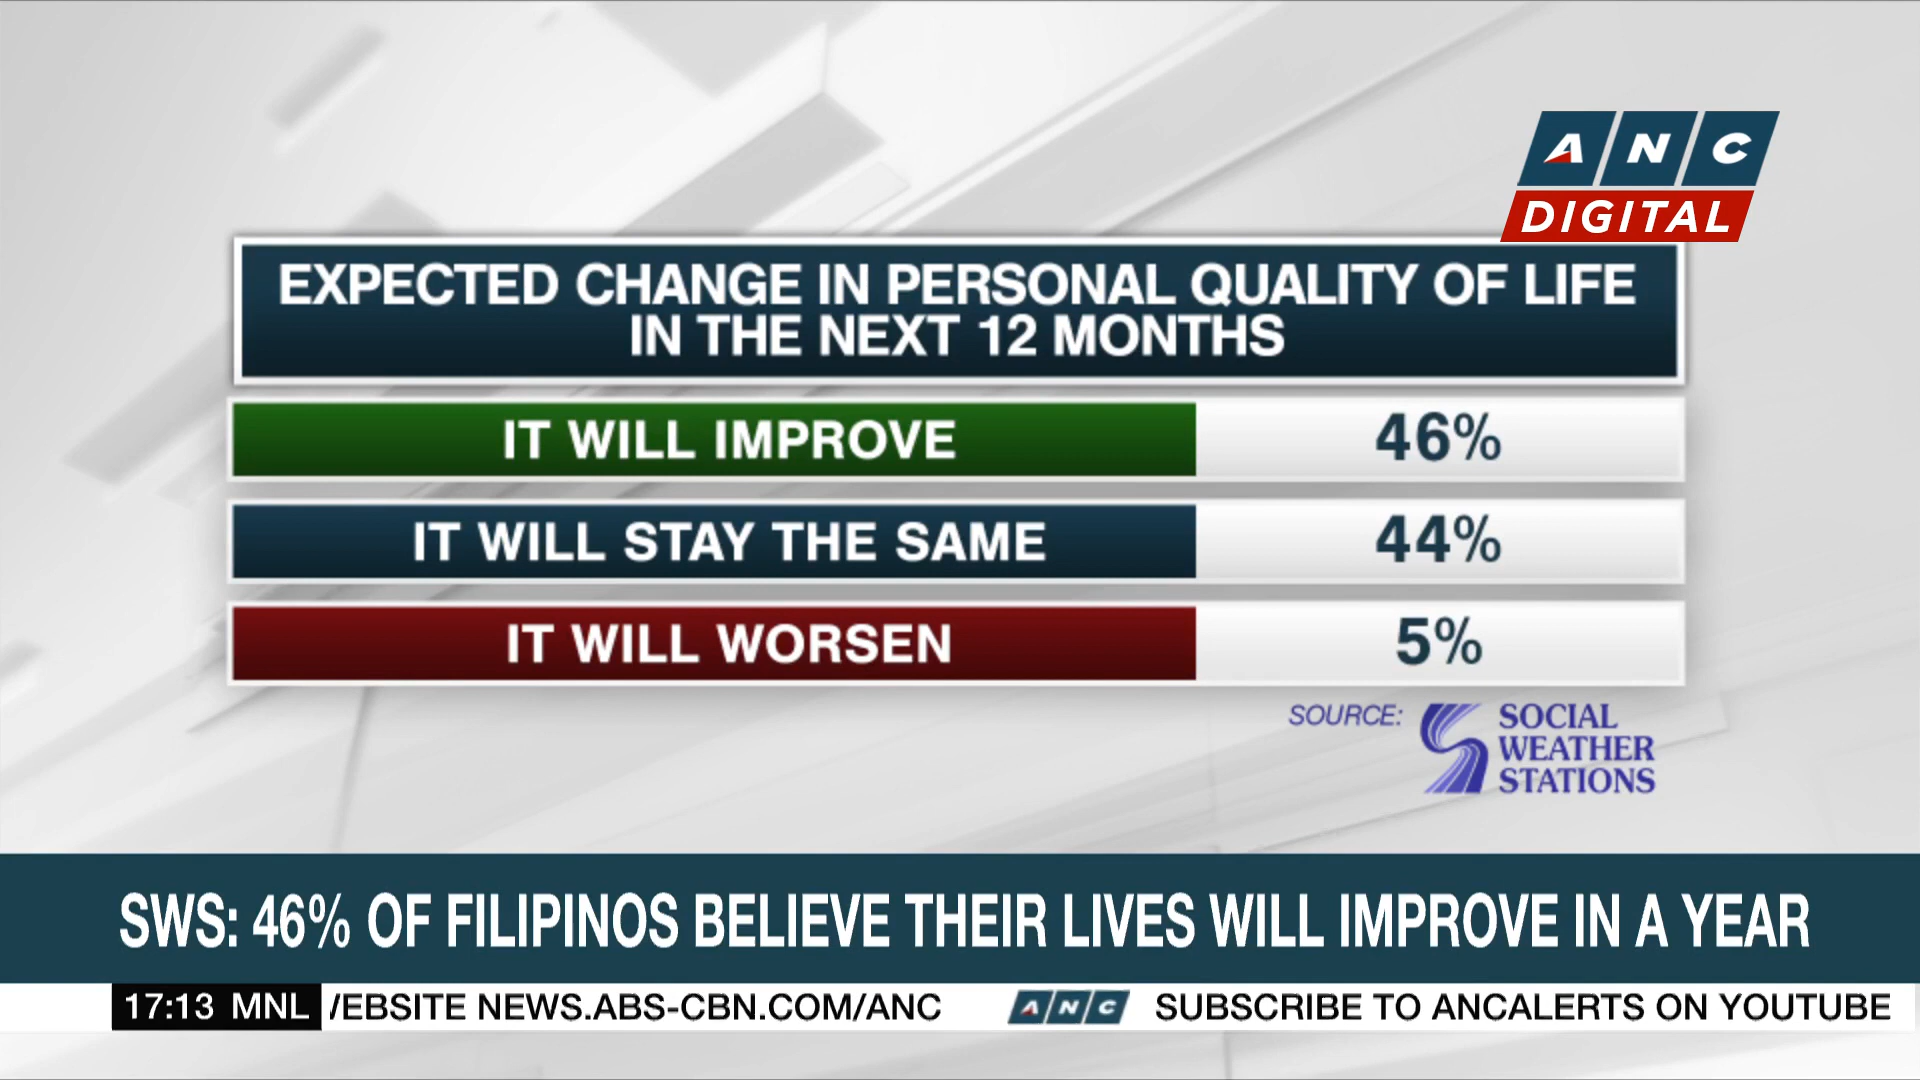 ANC
DIGITAL
EXPECTED CHANGE IN PERSONAL QUALITY OF LIFE
IN THE NEXT 12 MONTHS
IT WILL IMPROVE 46%
IT WILL STAY THE SAME 44%
IT WILL WORSEN 5%
SOURCE: SOCIAL
WEATHER
STATIONS
SWS: 46% OF FILIPINOS BELIEVE THEIR LIVES WILL IMPROVE IN A YEAR
17:13 MNL NEWS.ABS-CBN.COM/ANC ANC SUBSCRIBE TO ANCALERTS ON YOUTUBE